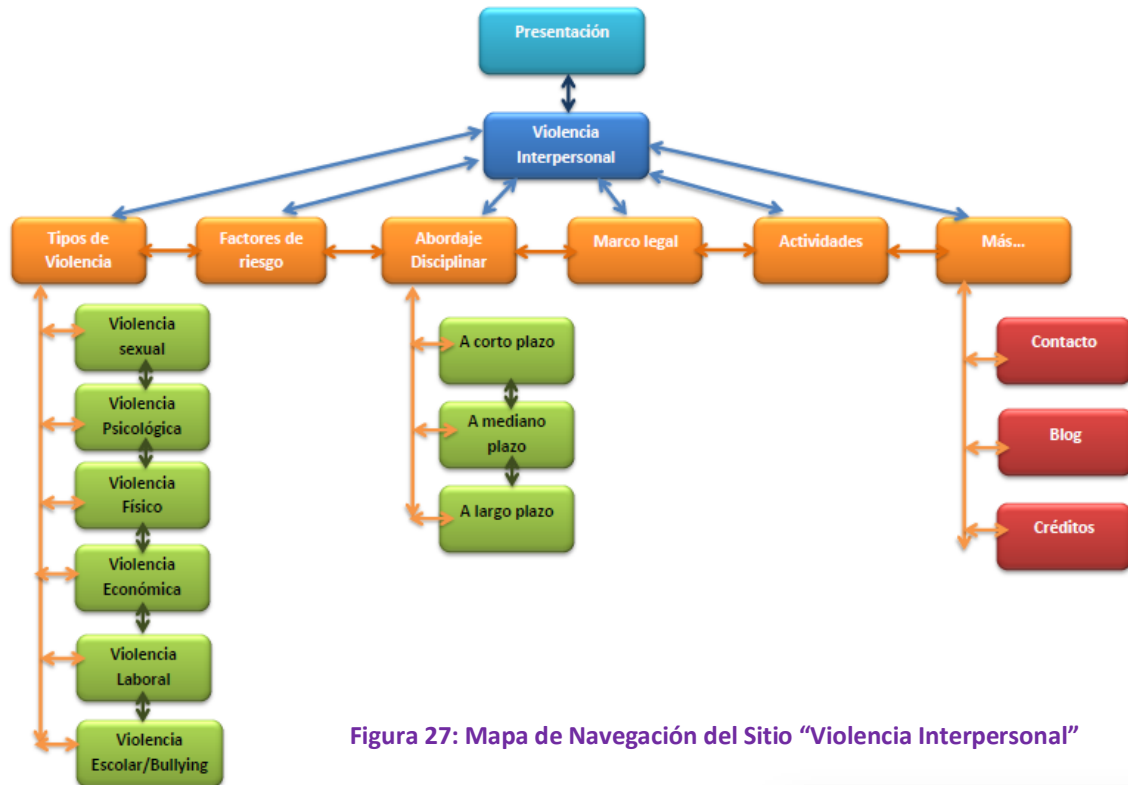 Presentación
Violencia
Interpersonal
Tipos de
Violencia
Factores de
riesgo
Abordaje
Disciplinar
Marco legal
Actividades
Más...
Violencia
sexual
Violencia
Psicológica
Violencia
Físico
Violencia
Económica
Violencia
Laboral
Violencia
Escolar/Bullying
A corto plazo
A mediano
plazo
A largo plazo
Contacto
Blog
Créditos
Figura 27: Mapa de Navegación del Sitio “Violencia Interpersonal”